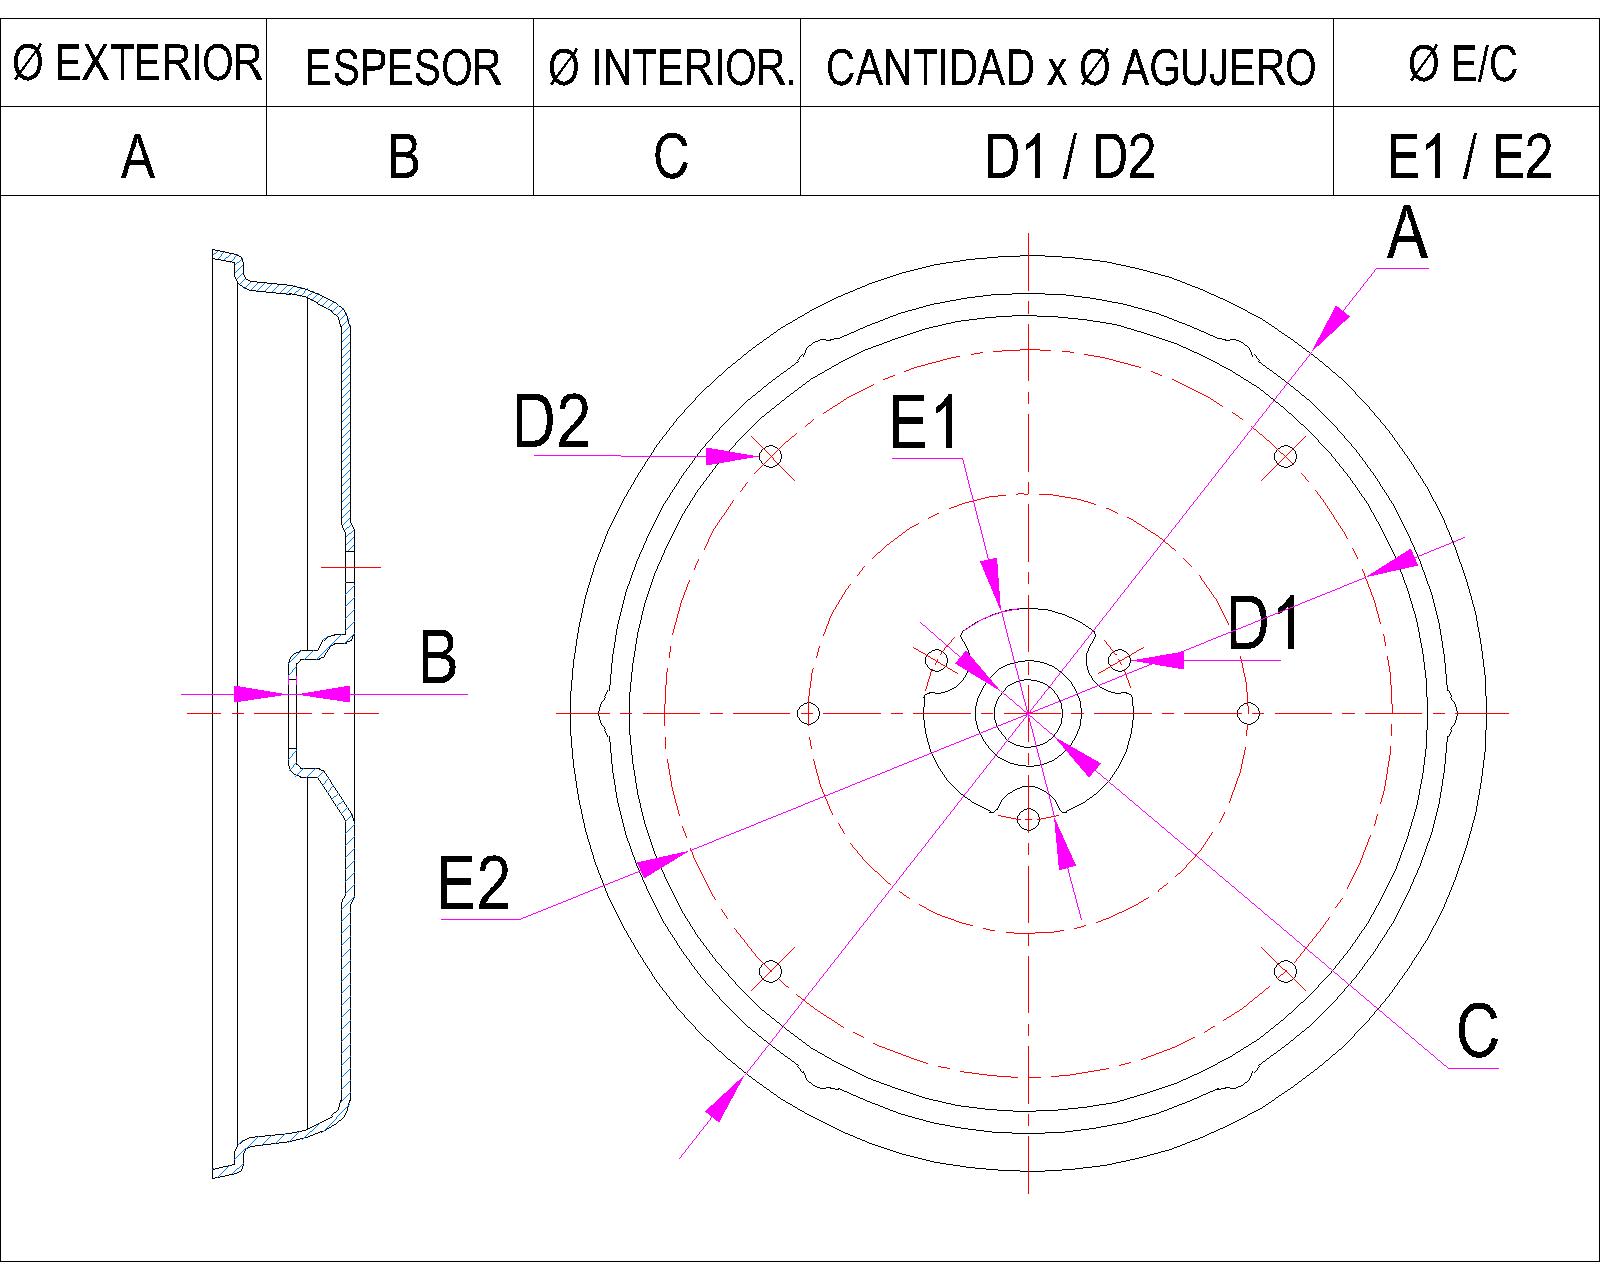 Ø EXTERIOR ESPESOR Ø INTERIOR. CANTIDAD x Ø AGUJERO Ø E/C
A B C D1 / D2 E1 / E2
A
D2
E1
D1
B
E2
C